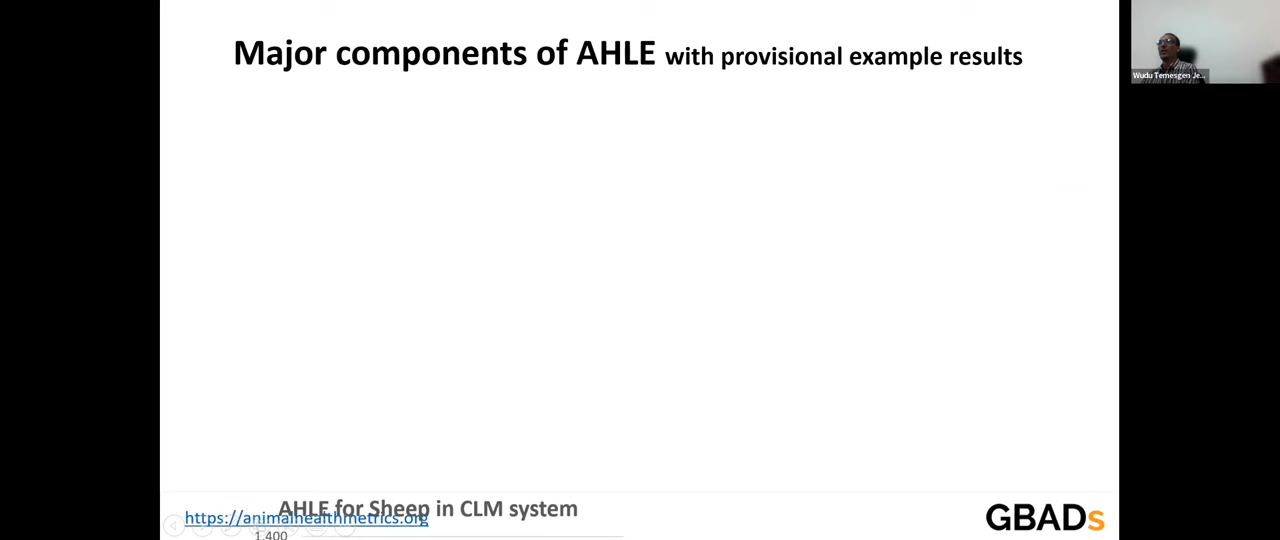 Major components of AHLE with provisional example results
Wudu Temesgen Je...
AHLE for Sheep in CLM system
https://animalhealthmetrics.org
1,400
GBADs